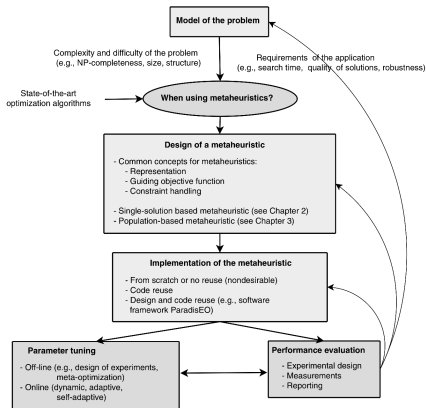 Model of the problem
Complexity and difficulty of the problem
(e.g., NP-completeness, size, structure)
Requirements of the application
(e.g., search time, quality of solutions, robustness)
State-of-the-art
optimization algorithms
When using metaheuristics?
Design of a metaheuristic
- Common concepts for metaheuristics:
- Representation
- Guiding objective function
- Constraint handling
- Single-solution based metaheuristic (see Chapter 2)
- Population-based metaheuristic (see Chapter 3)
Implementation of the metaheuristic
- From scratch or no reuse (nondesirable)
- Code reuse
- Design and code reuse (e.g., software
framework ParadisEO)
Parameter tuning
- Off-line (e.g., design of experiments,
meta-optimization)
- Online (dynamic, adaptive,
self-adaptive)
Performance evaluation
- Experimental design
- Measurements
- Reporting